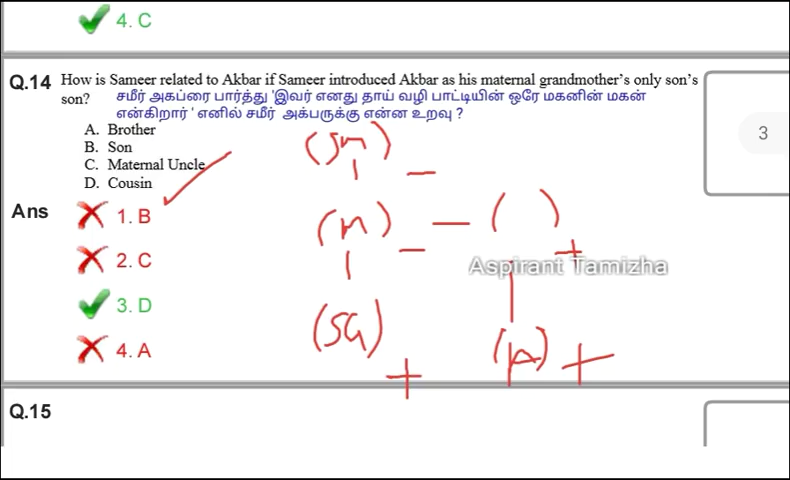 4. C
Q.14 How is Sameer related to Akbar if Sameer introduced Akbar as his maternal grandmother's only son's
son? சமீர் அகப்ரை பார்த்து 'இவர் எனது தாய் வழி பாட்டியின் ஒரே மகனின் மகன்
என்கிறார் ' எனில் சமீர் அக்பருக்கு என்ன உறவு ?
A. Brother
B. Son
C. Maternal Uncle
D. Cousin
3
Ans 1. B
2. C
3. D
4. A
(SM)
-
(M) - — ( ) +
Aspirant Tamizha
(SG) +
(A) +
Q.15